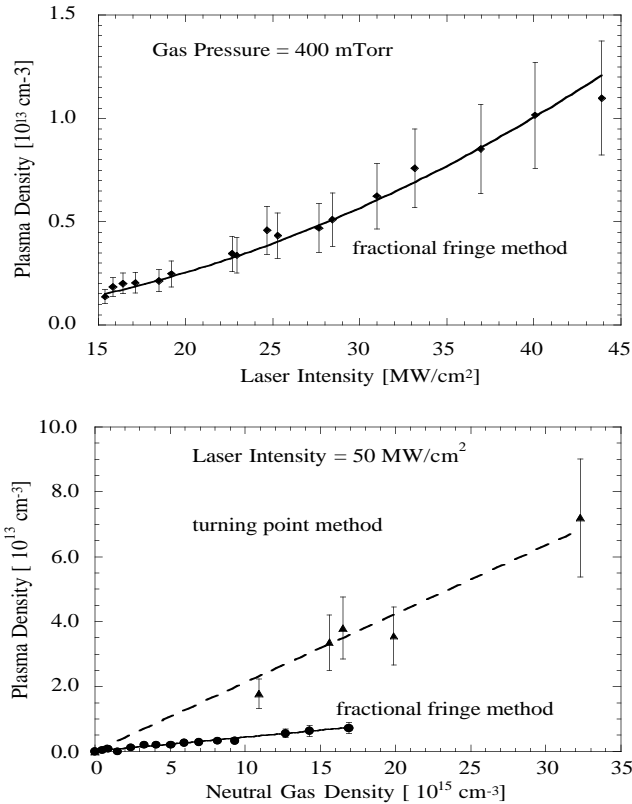 1.5
Gas Pressure = 400 mTorr
1.0
Plasma Density [10¹³ cm-3]
0.5
fractional fringe method
0.0
15 20 25 30 35 40 45
Laser Intensity [MW/cm²]
10.0
Laser Intensity = 50 MW/cm²
8.0
turning point method
6.0
Plasma Density [ 10¹³ cm⁻³]
4.0
2.0
fractional fringe method
0.0
0 5 10 15 20 25 30 35
Neutral Gas Density [ 10¹⁵ cm⁻³]